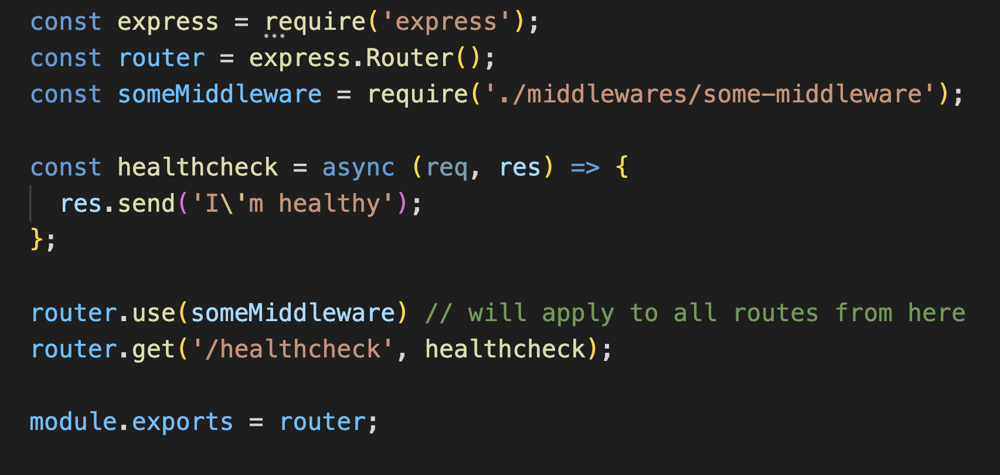 const express = require('express');
const router = express.Router();
const someMiddleware = require('./middlewares/some-middleware');
const healthcheck = async (req, res) => {
res.send('I\'m healthy');
};
router.use(someMiddleware) // will apply to all routes from here
router.get('/healthcheck', healthcheck);
module.exports = router;